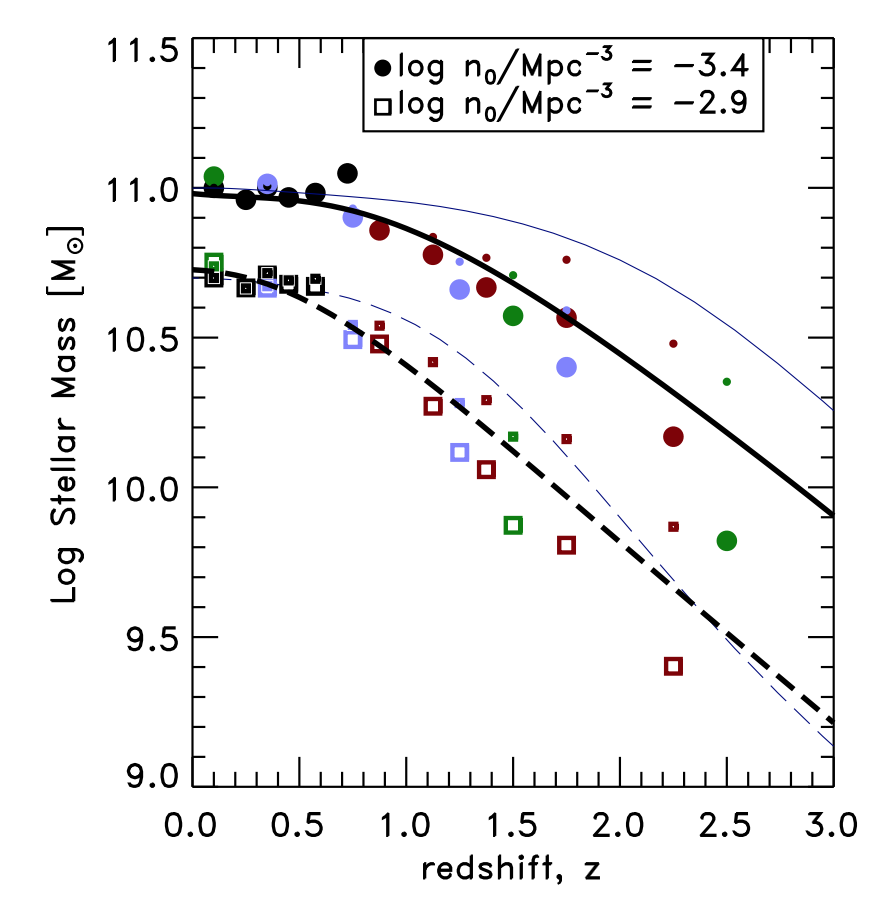 log n₀/Mpc⁻³ = −3.4
log n₀/Mpc⁻³ = −2.9
Log Stellar Mass [M☉]
11.5
11.0
10.5
10.0
9.5
9.0
0.0 0.5 1.0 1.5 2.0 2.5 3.0
redshift, z